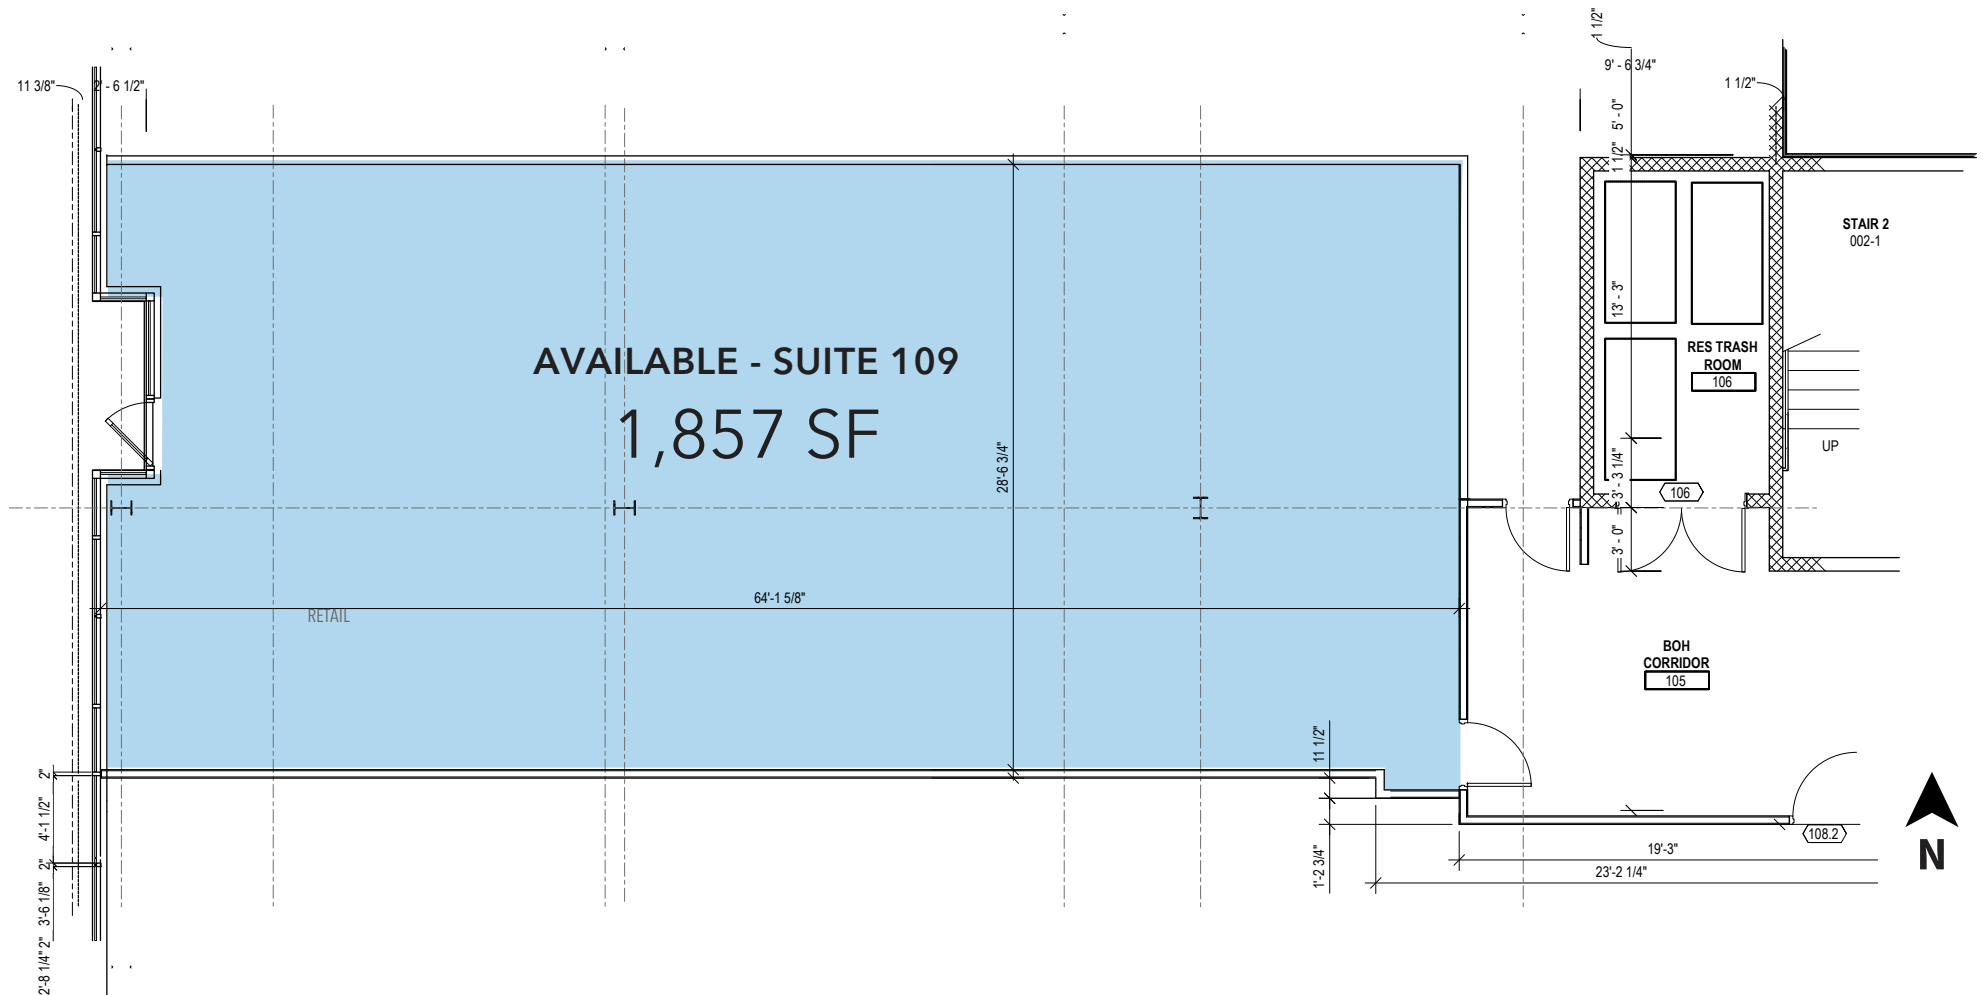 1 1/2"
11 3/8"
2' - 6 1/2"
9' - 6 3/4"
1 1/2"
5' - 0"
1 1/2"
STAIR 2
002-1
13' - 3"
AVAILABLE - SUITE 109
1,857 SF
RES TRASH
ROOM
106
UP
28'-6 3/4"
3' - 3 1/4"
106
3' - 0"
64'-1 5/8"
RETAIL
BOH
CORRIDOR
105
11 1/2"
2"
4'-1 1/2"
2"
3'-6 1/8"
2"
2'-8 1/4"
108.2
19'-3"
1'-2 3/4"
23'-2 1/4"
N